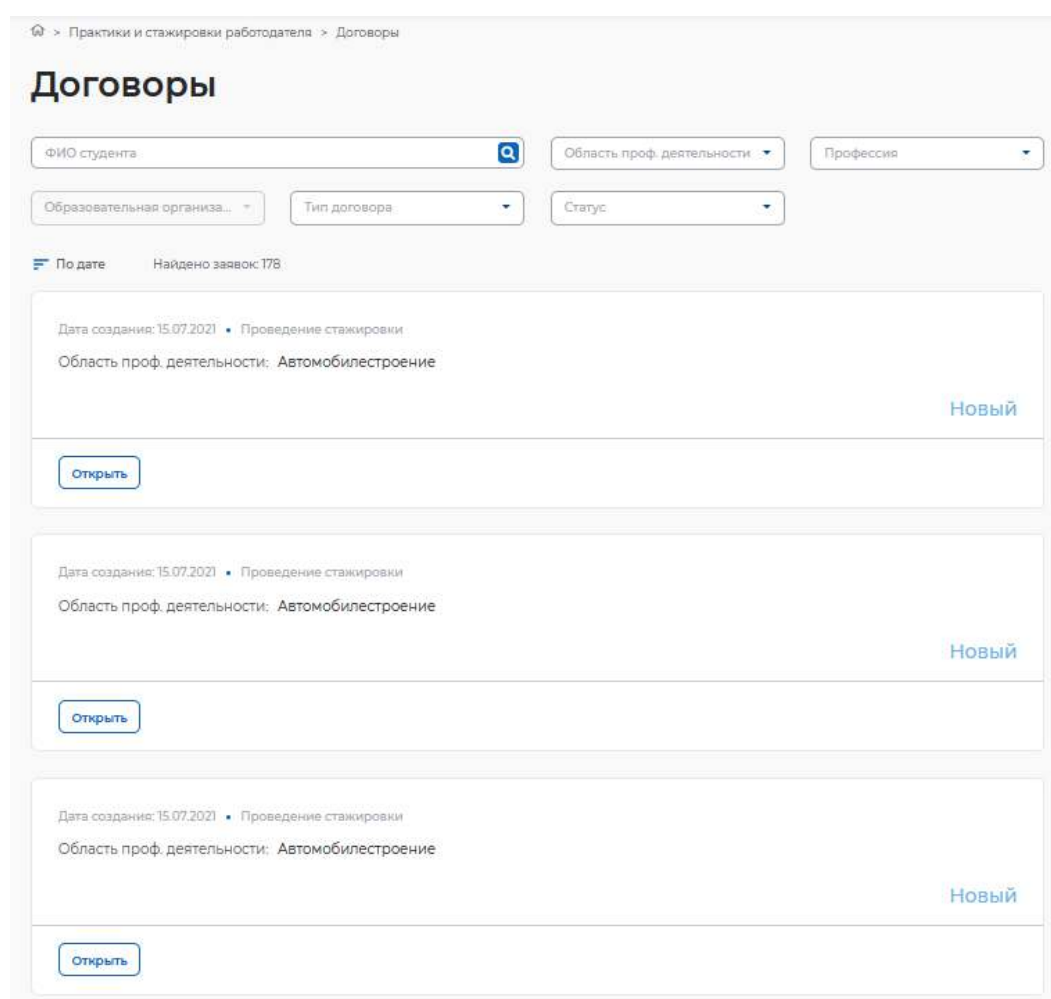 > Практики и стажировки работодателя > Договоры
Договоры
ФИО студента
Область проф. деятельности
Профессия
Образовательная организа...
Тип договора
Статус
По дате
Найдено заявок: 178
Дата создания: 15.07.2021 • Проведение стажировки
Область проф. деятельности: Автомобилестроение
Новый
Открыть
Дата создания: 15.07.2021 • Проведение стажировки
Область проф. деятельности: Автомобилестроение
Новый
Открыть
Дата создания: 15.07.2021 • Проведение стажировки
Область проф. деятельности: Автомобилестроение
Новый
Открыть